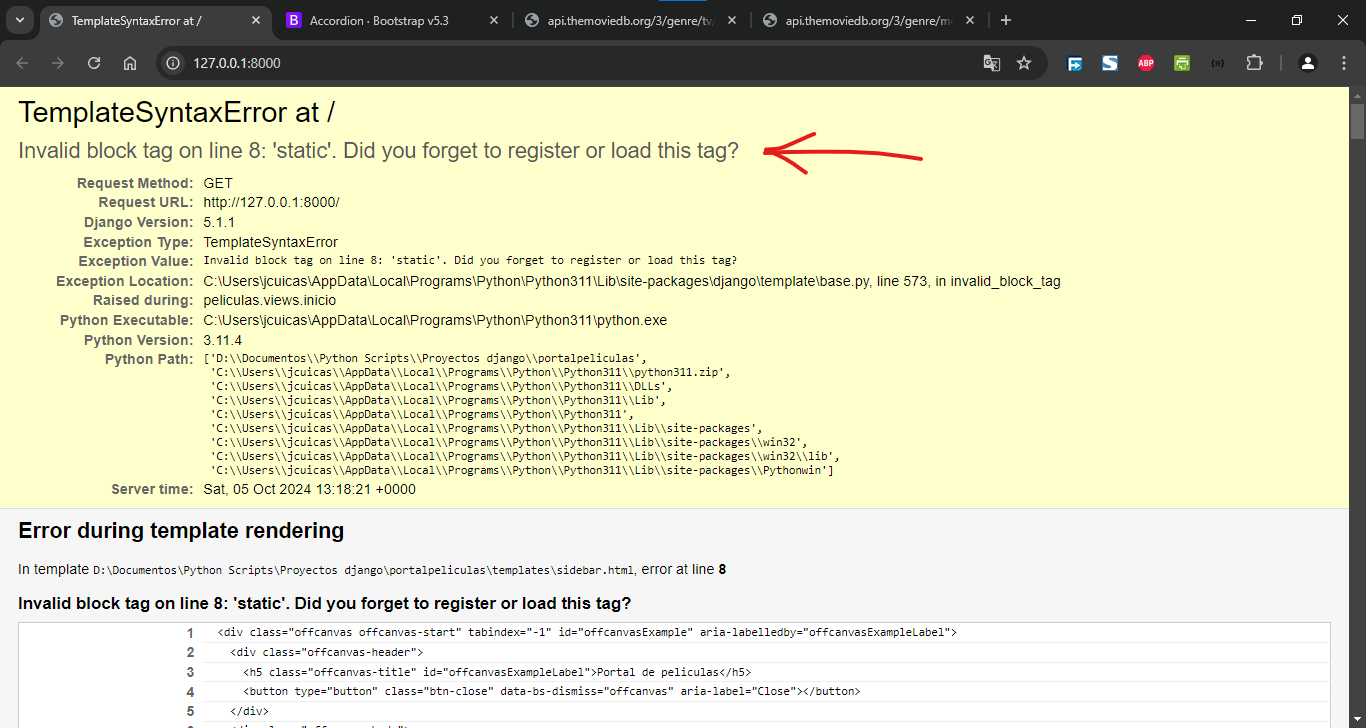 TemplateSyntaxError at /
Accordion · Bootstrap v5.3
api.themoviedb.org/3/genre/tv/
api.themoviedb.org/3/genre/m
127.0.0.1:8000
ABP
TemplateSyntaxError at /
Invalid block tag on line 8: 'static'. Did you forget to register or load this tag?
Request Method: GET
Request URL: http://127.0.0.1:8000/
Django Version: 5.1.1
Exception Type: TemplateSyntaxError
Exception Value: Invalid block tag on line 8: 'static'. Did you forget to register or load this tag?
Exception Location: C:\Users\jcuicas\AppData\Local\Programs\Python\Python311\Lib\site-packages\django\template\base.py, line 573, in invalid_block_tag
Raised during: peliculas.views.inicio
Python Executable: C:\Users\jcuicas\AppData\Local\Programs\Python\Python311\python.exe
Python Version: 3.11.4
Python Path: ['D:\\Documentos\\Python Scripts\\Proyectos django\\portalpeliculas',
'C:\\Users\\jcuicas\\AppData\\Local\\Programs\\Python\\Python311\\python311.zip',
'C:\\Users\\jcuicas\\AppData\\Local\\Programs\\Python\\Python311\\DLLs',
'C:\\Users\\jcuicas\\AppData\\Local\\Programs\\Python\\Python311\\Lib',
'C:\\Users\\jcuicas\\AppData\\Local\\Programs\\Python\\Python311',
'C:\\Users\\jcuicas\\AppData\\Local\\Programs\\Python\\Python311\\Lib\\site-packages',
'C:\\Users\\jcuicas\\AppData\\Local\\Programs\\Python\\Python311\\Lib\\site-packages\\win32',
'C:\\Users\\jcuicas\\AppData\\Local\\Programs\\Python\\Python311\\Lib\\site-packages\\win32\\lib',
'C:\\Users\\jcuicas\\AppData\\Local\\Programs\\Python\\Python311\\Lib\\site-packages\\Pythonwin']
Server time: Sat, 05 Oct 2024 13:18:21 +0000
Error during template rendering
In template D:\Documentos\Python Scripts\Proyectos django\portalpeliculas\templates\sidebar.html, error at line 8
Invalid block tag on line 8: 'static'. Did you forget to register or load this tag?
1 <div class="offcanvas offcanvas-start" tabindex="-1" id="offcanvasExample" aria-labelledby="offcanvasExampleLabel">
2 <div class="offcanvas-header">
3 <h5 class="offcanvas-title" id="offcanvasExampleLabel">Portal de peliculas</h5>
4 <button type="button" class="btn-close" data-bs-dismiss="offcanvas" aria-label="Close"></button>
5 </div>